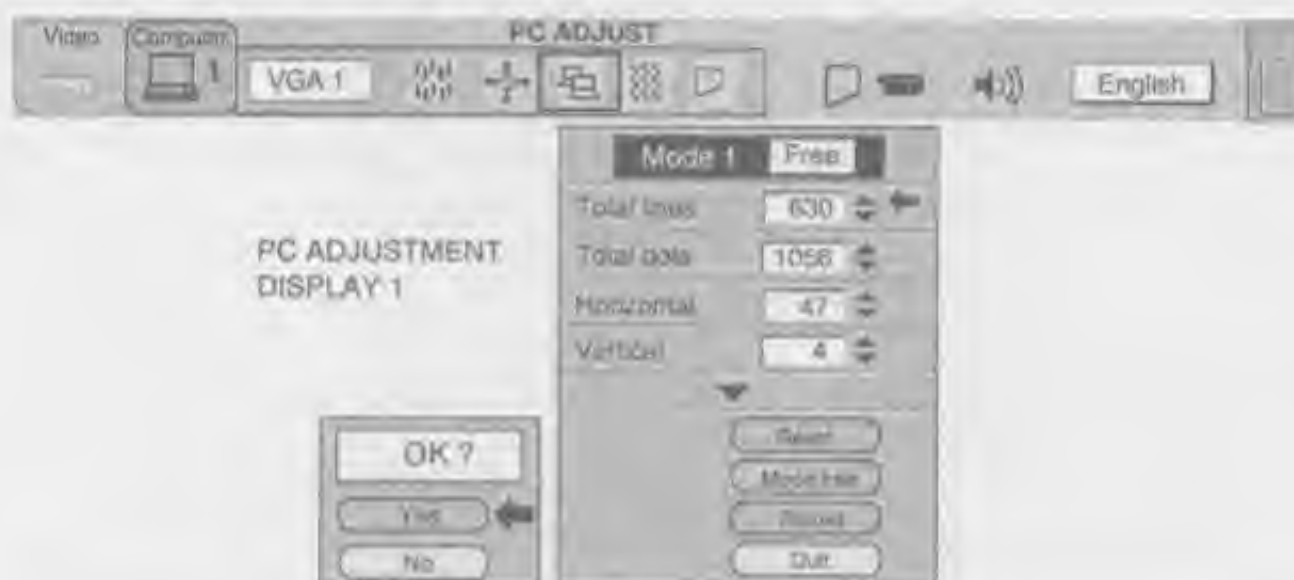 PC ADJUST
Video Computer
1 VGA 1 English
Mode 1 Free
Total lines 630
Total dots 1056
Horizontal 47
Vertical 4
PC ADJUSTMENT
DISPLAY 1
Reset
Mode free
Quit
OK ?
Yes
No